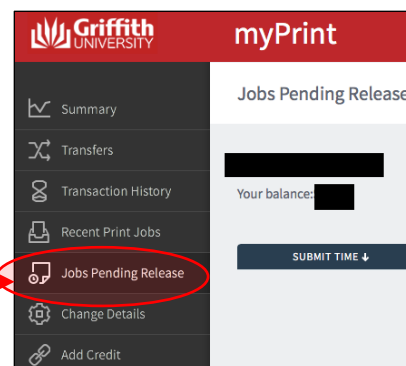 Griffith
UNIVERSITY
myPrint
Summary
Transfers
Transaction History
Recent Print Jobs
Jobs Pending Release
Change Details
Add Credit
Jobs Pending Release
Your balance:
SUBMIT TIME ↓